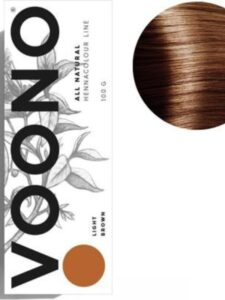 VOONO®
ALL NATURAL
HENNACOLOUR LINE
100 G
LIGHT
BROWN